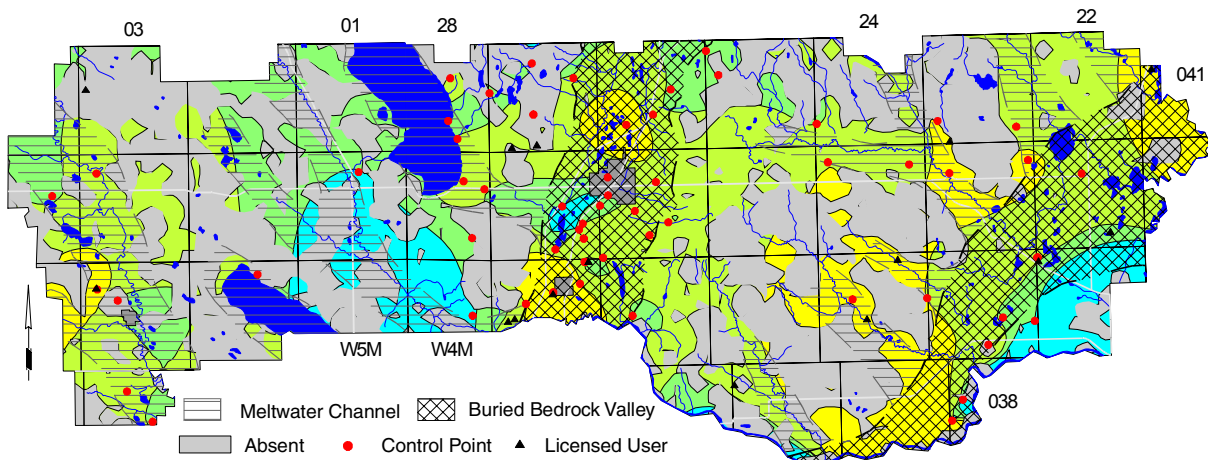 03
01
28
24
22
041
W5M
W4M
038
Meltwater Channel
Buried Bedrock Valley
Absent
Control Point
Licensed User